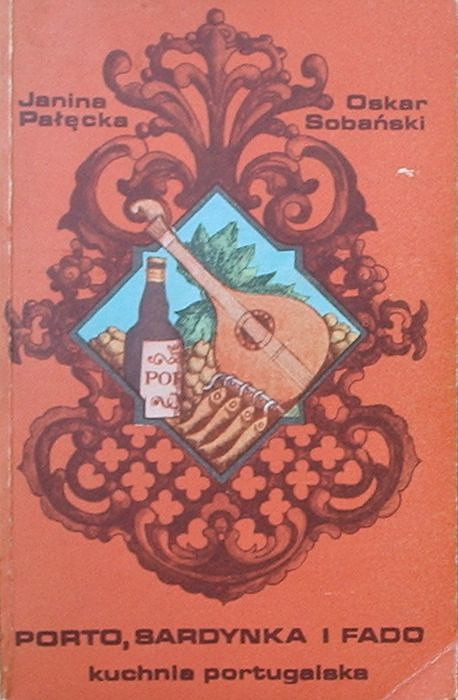 Janina
Pałęcka
Oskar
Sobański
POR
PORTO, SARDYNKA I FADO
kuchnia portugalska